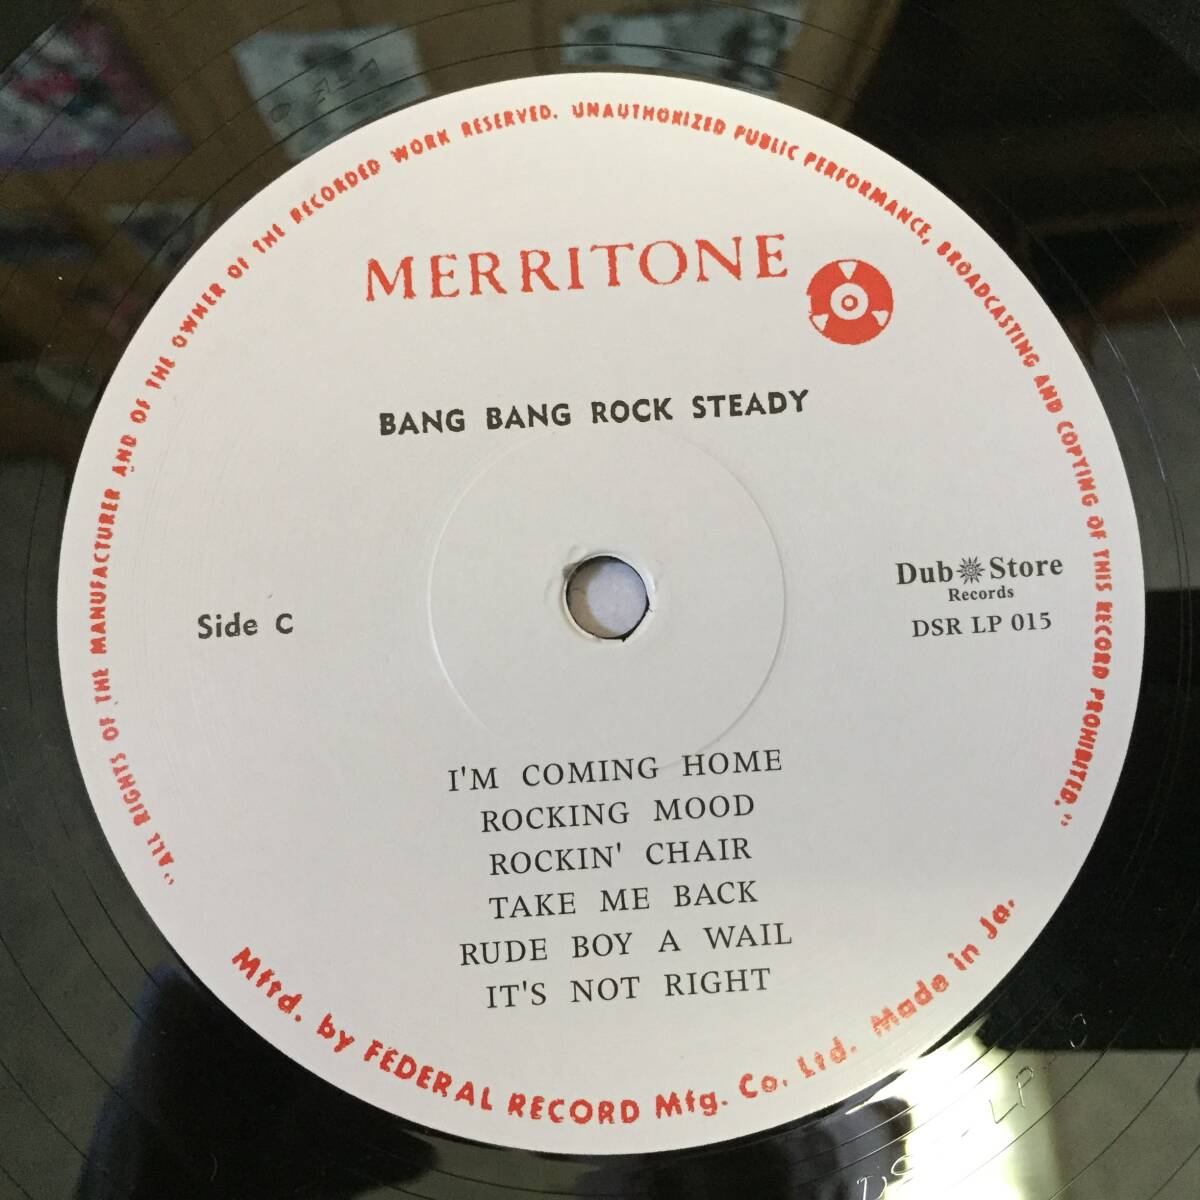 "ALL RIGHTS OF THE MANUFACTURER AND OF THE OWNER OF THE RECORDED WORK RESERVED. UNAUTHORIZED PUBLIC PERFORMANCE, BROADCASTING AND COPYING OF THIS RECORD PROHIBITED."
MERRITONE
BANG BANG ROCK STEADY
Side C
Dub Store
Records
DSR LP 015
I'M COMING HOME
ROCKING MOOD
ROCKIN' CHAIR
TAKE ME BACK
RUDE BOY A WAIL
IT'S NOT RIGHT
Mftd. by FEDERAL RECORD Mfg. Co. Ltd. Made in Ja.